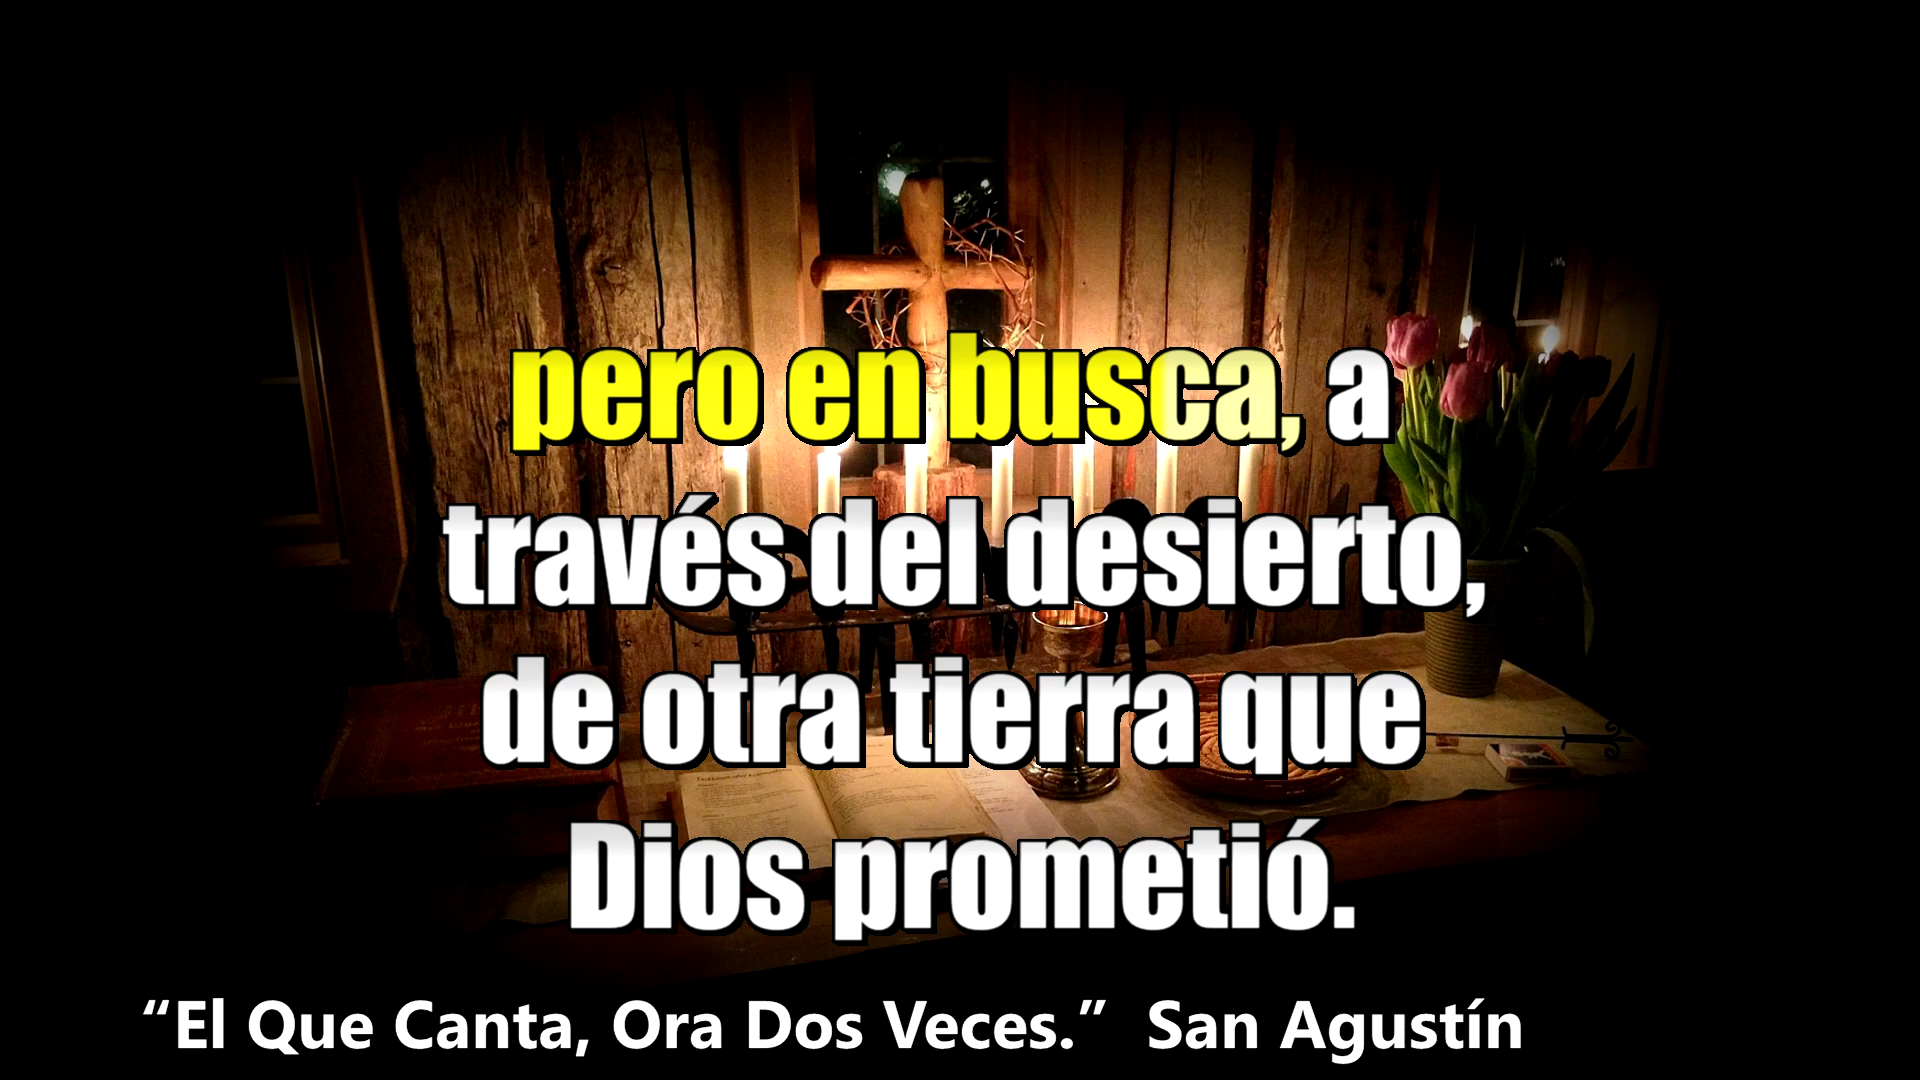 pero en busca, a
través del desierto,
de otra tierra que
Dios prometió.
“El Que Canta, Ora Dos Veces.” San Agustín